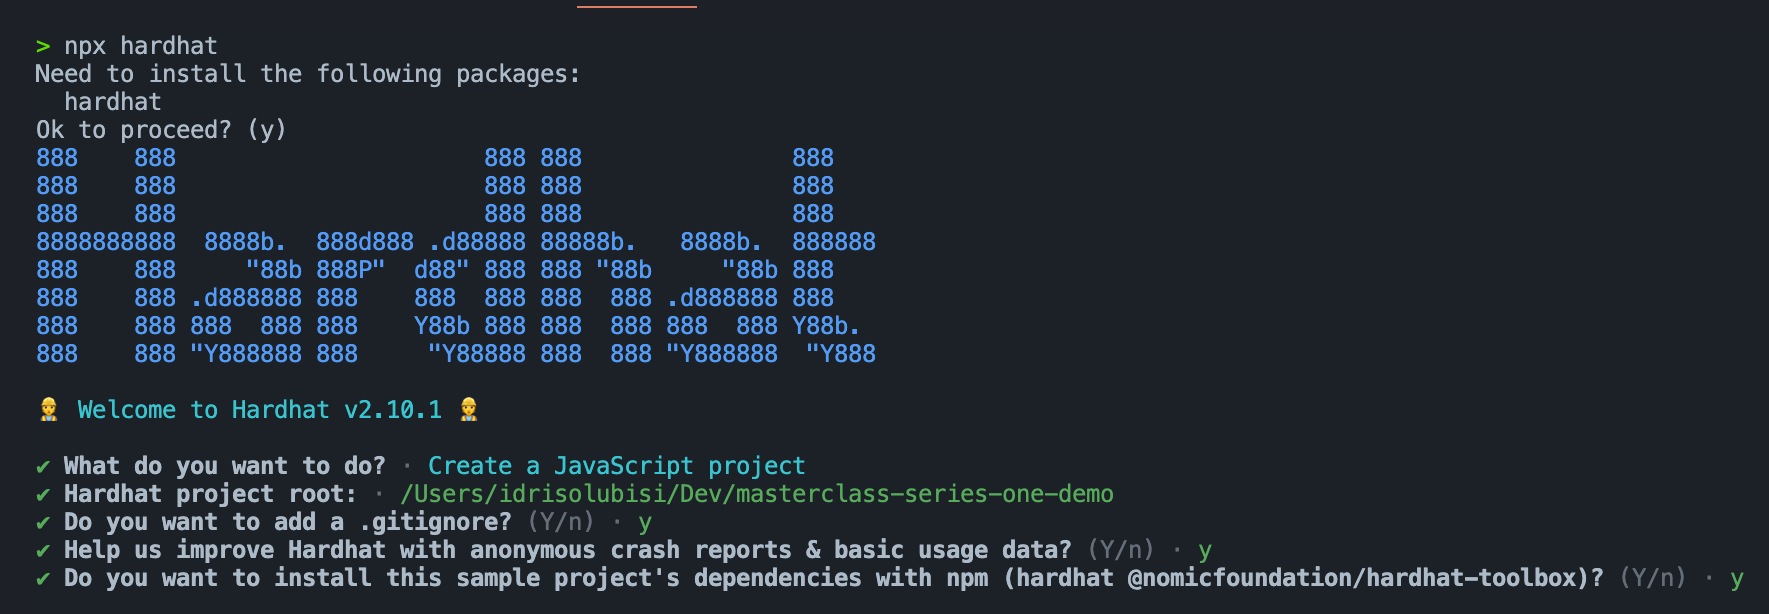 > npx hardhat
Need to install the following packages:
  hardhat
Ok to proceed? (y)
888    888                      888 888               888
888    888                      888 888               888
888    888                      888 888               888
8888888888  8888b.  888d888 .d88888 88888b.   8888b.  888888
888    888     "88b 888P"  d88" 888 888 "88b     "88b 888
888    888 .d888888 888    888  888 888  888 .d888888 888
888    888 888  888 888    Y88b 888 888  888 888  888 Y88b.
888    888 "Y888888 888     "Y88888 888  888 "Y888888  "Y888
👷 Welcome to Hardhat v2.10.1 👷
✔ What do you want to do? · Create a JavaScript project
✔ Hardhat project root: · /Users/idrisolubisi/Dev/masterclass-series-one-demo
✔ Do you want to add a .gitignore? (Y/n) · y
✔ Help us improve Hardhat with anonymous crash reports & basic usage data? (Y/n) · y
✔ Do you want to install this sample project's dependencies with npm (hardhat @nomicfoundation/hardhat-toolbox)? (Y/n) · y